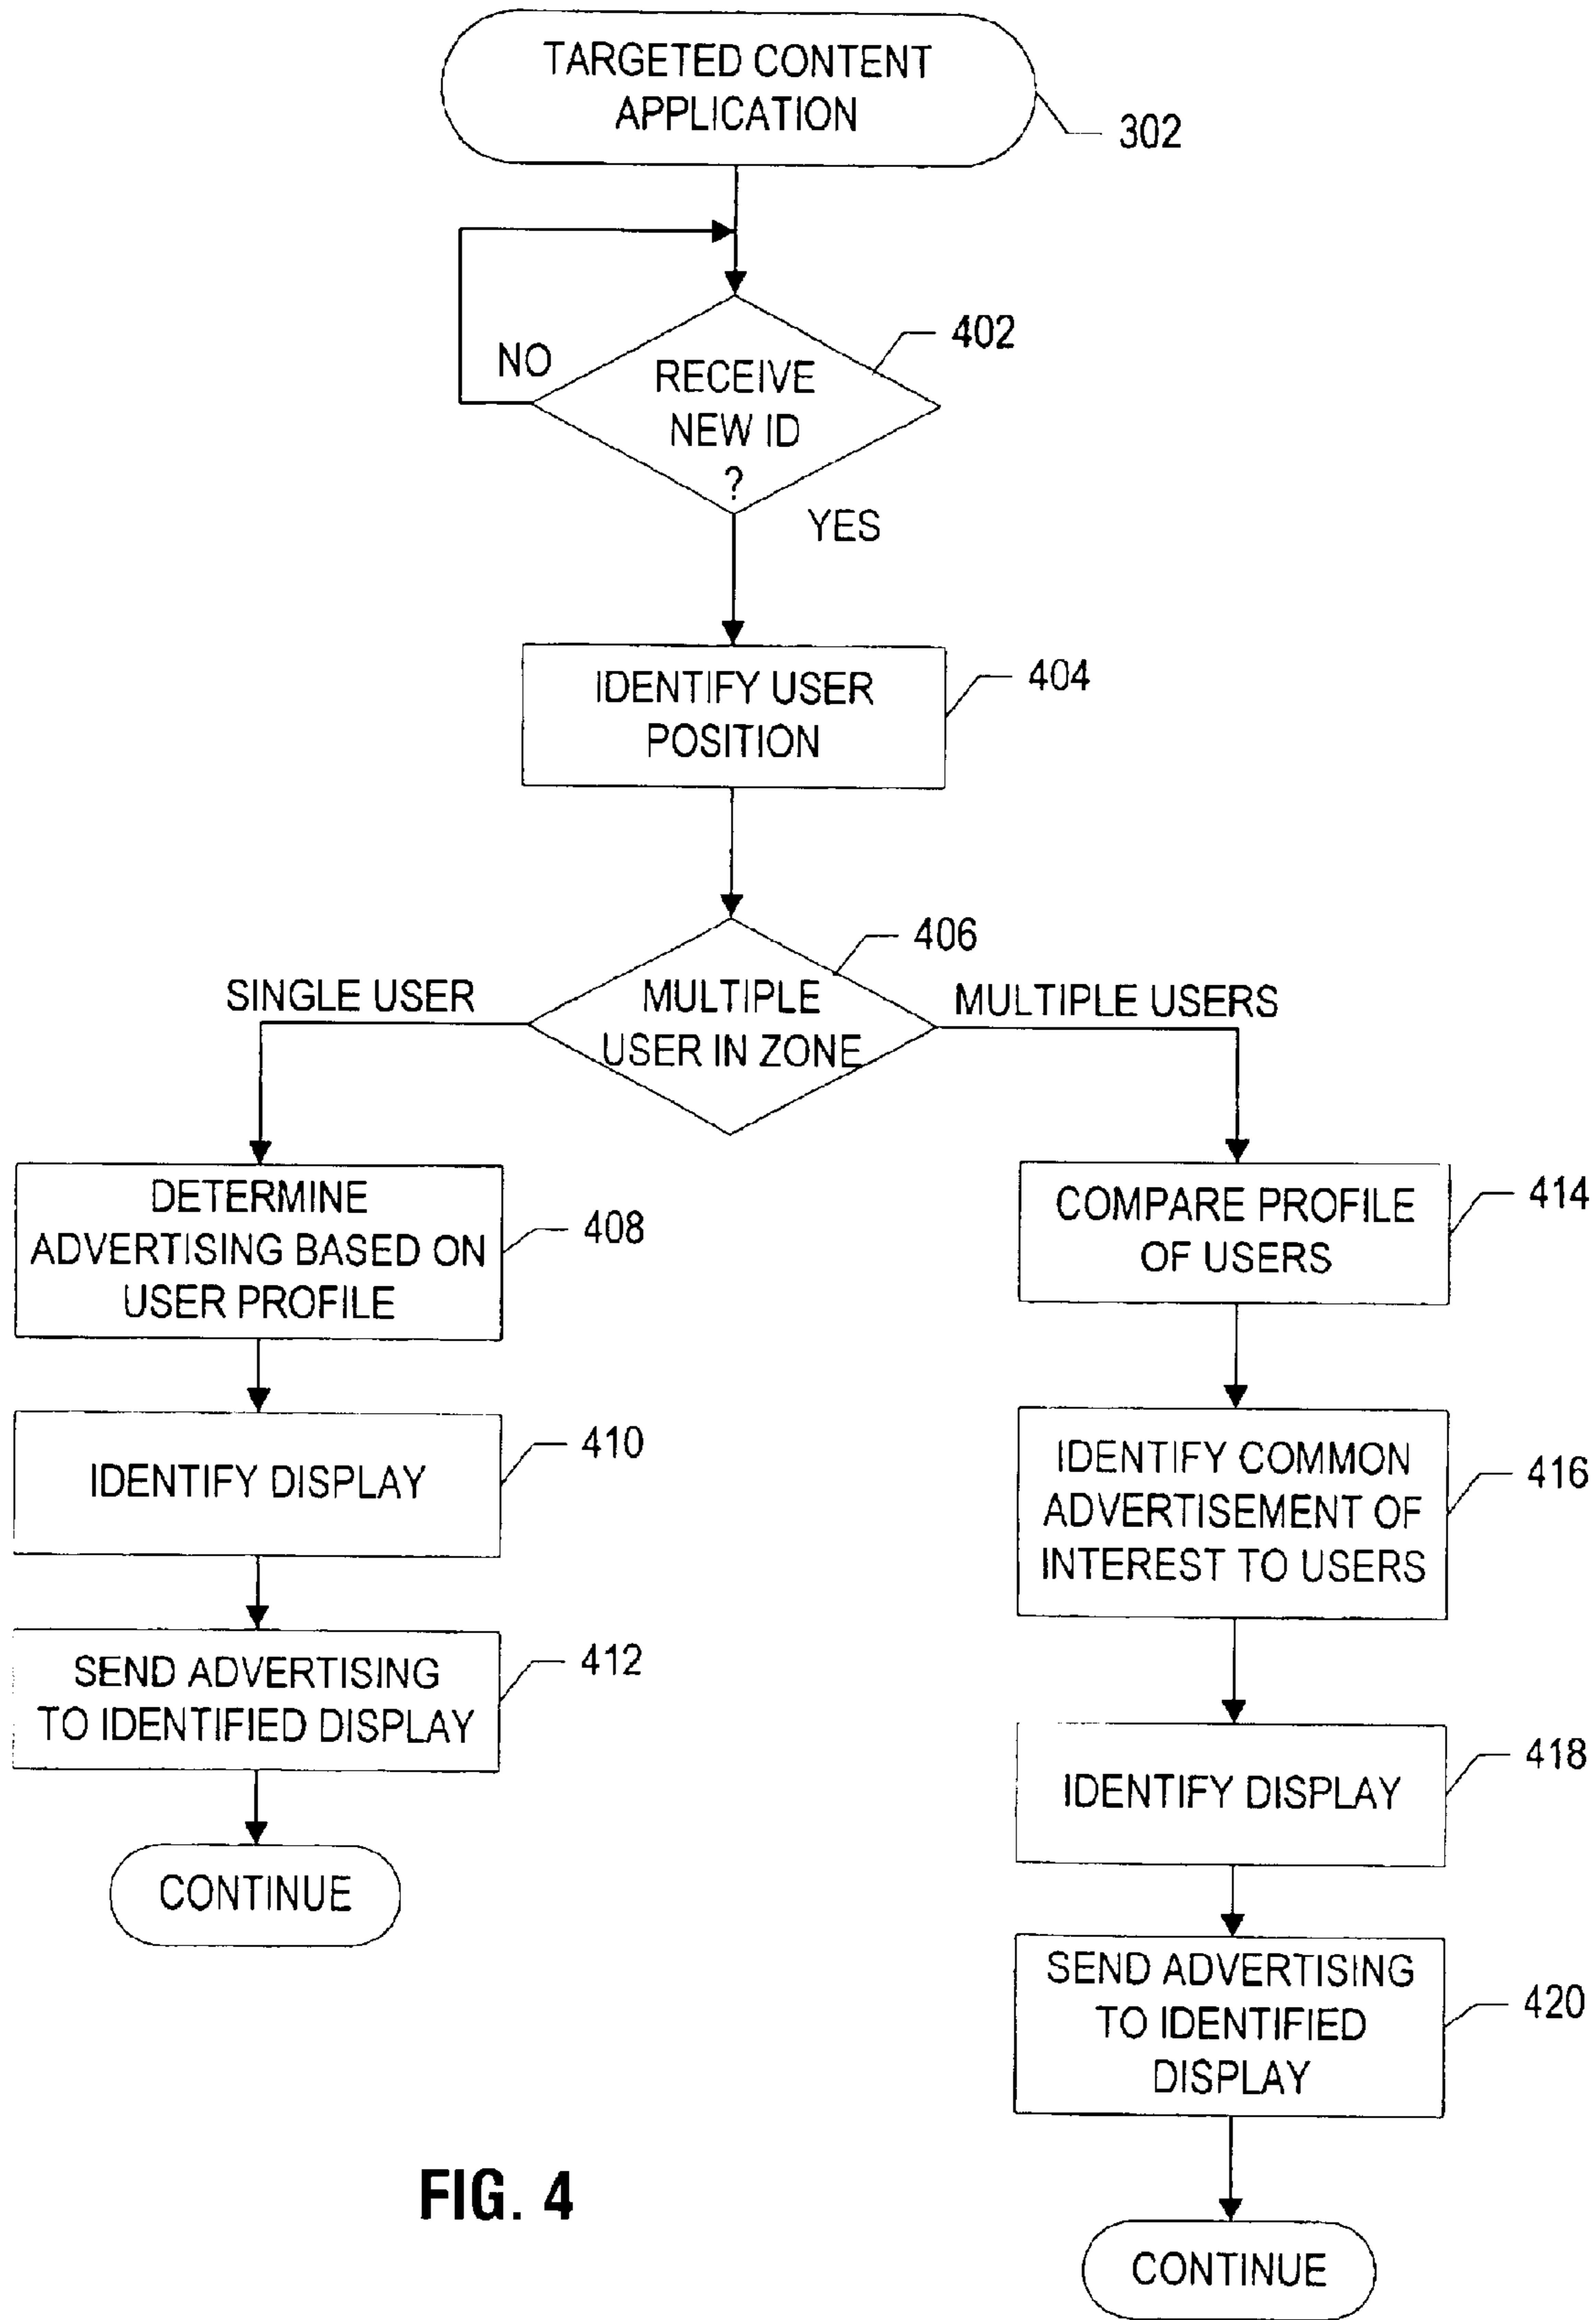 TARGETED CONTENT
APPLICATION
302
402
NO
RECEIVE
NEW ID
?
YES
IDENTIFY USER
POSITION
404
406
SINGLE USER
MULTIPLE
USER IN ZONE
MULTIPLE USERS
DETERMINE
ADVERTISING BASED ON
USER PROFILE
408
IDENTIFY DISPLAY
410
SEND ADVERTISING
TO IDENTIFIED DISPLAY
412
CONTINUE
COMPARE PROFILE
OF USERS
414
IDENTIFY COMMON
ADVERTISEMENT OF
INTEREST TO USERS
416
IDENTIFY DISPLAY
418
SEND ADVERTISING
TO IDENTIFIED
DISPLAY
420
CONTINUE
FIG. 4